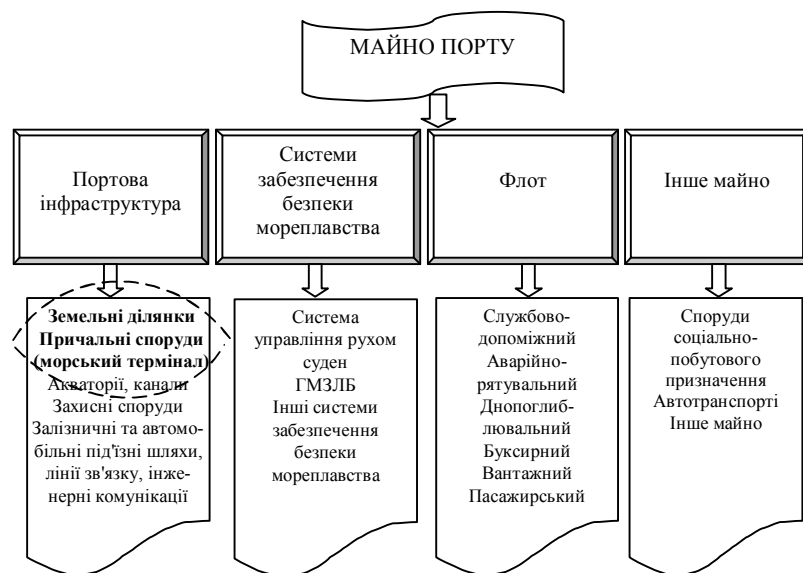 МАЙНО ПОРТУ
Портова
інфраструктура
Системи
забезпечення
безпеки
мореплавства
Флот
Інше майно
Земельні ділянки
Причальні споруди
(морський термінал)
Акваторії, канали
Захисні споруди
Залізничні та автомо-
більні під'їзні шляхи,
лінії зв'язку, інже-
нерні комунікації
Система
управління рухом
суден
ГМЗЛБ
Інші системи
забезпечення
безпеки
мореплавства
Службово-
допоміжний
Аварійно-
рятувальний
Днопоглиб-
лювальний
Буксирний
Вантажний
Пасажирський
Споруди
соціально-
побутового
призначення
Автотранспорті
Інше майно